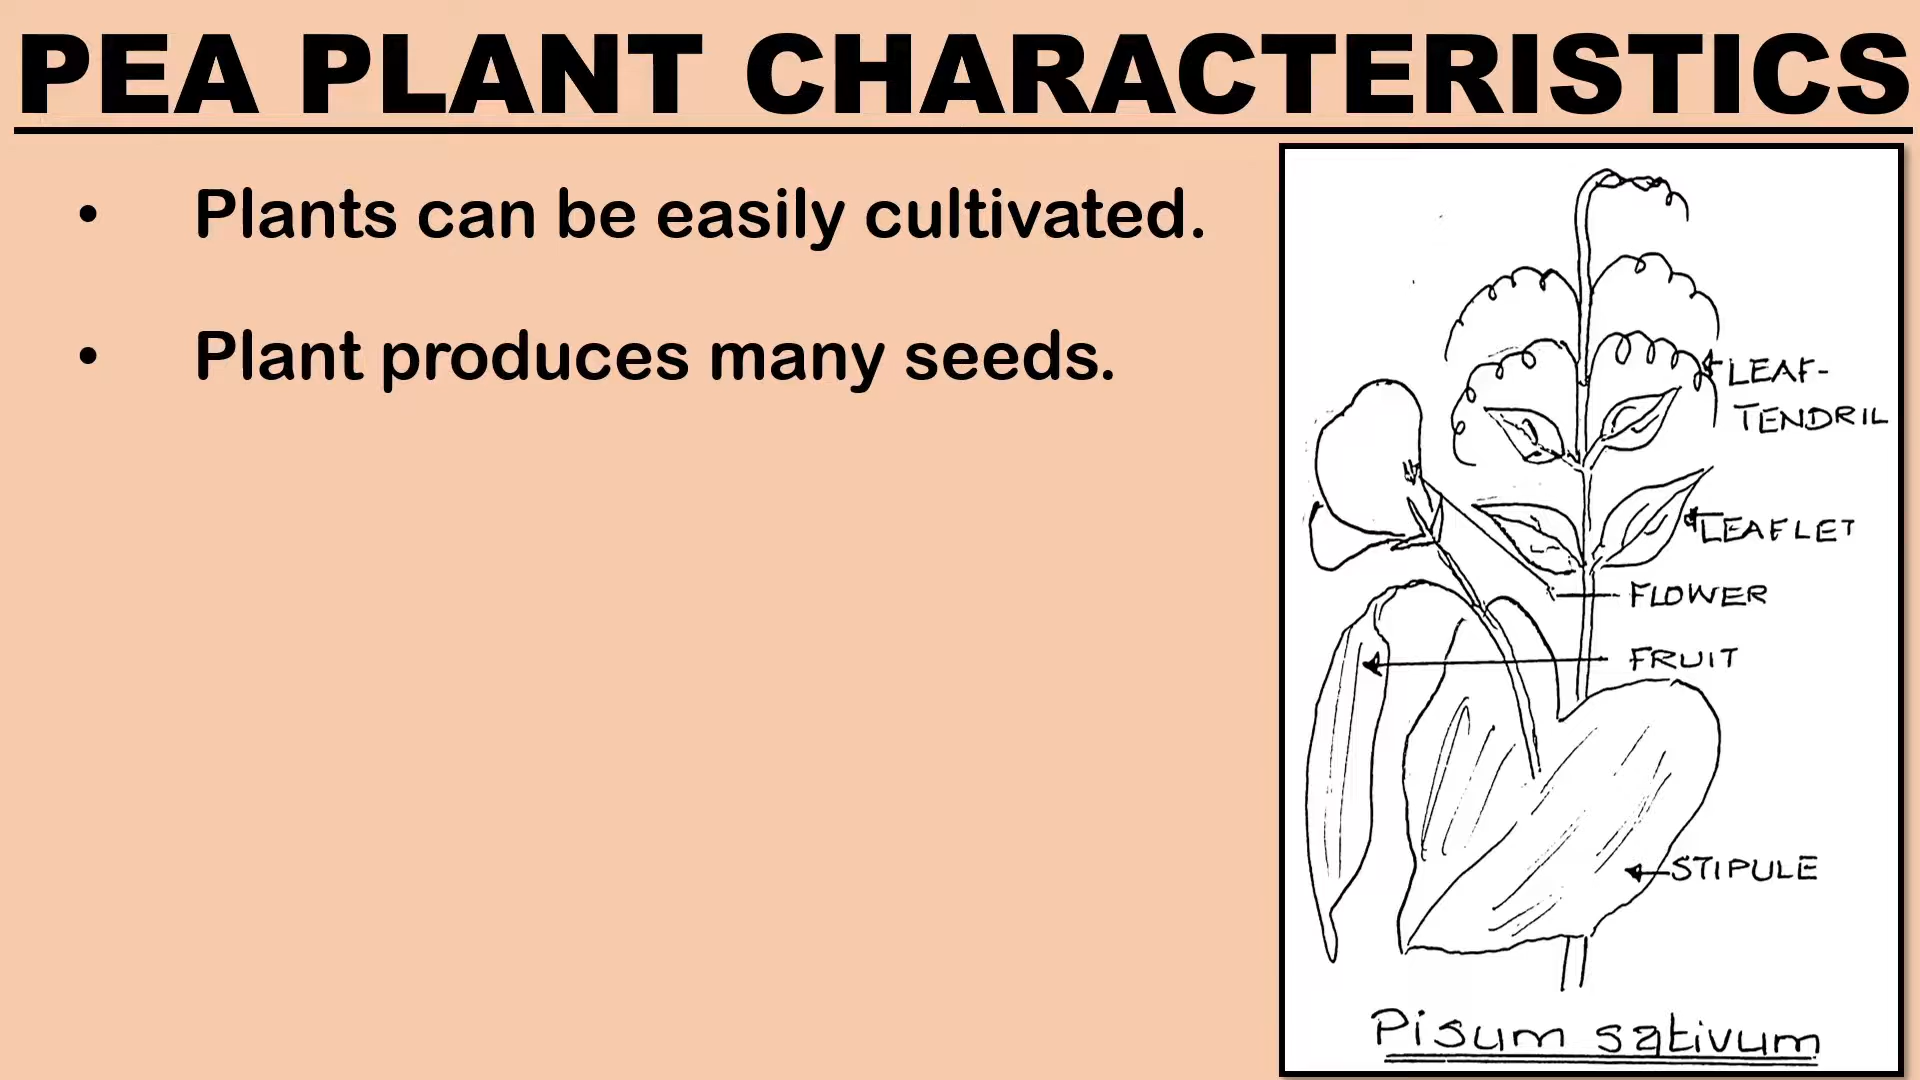 PEA PLANT CHARACTERISTICS
• Plants can be easily cultivated.
• Plant produces many seeds.
LEAF-
TENDRIL
LEAFLET
FLOWER
FRUIT
STIPULE
Pisum sativum